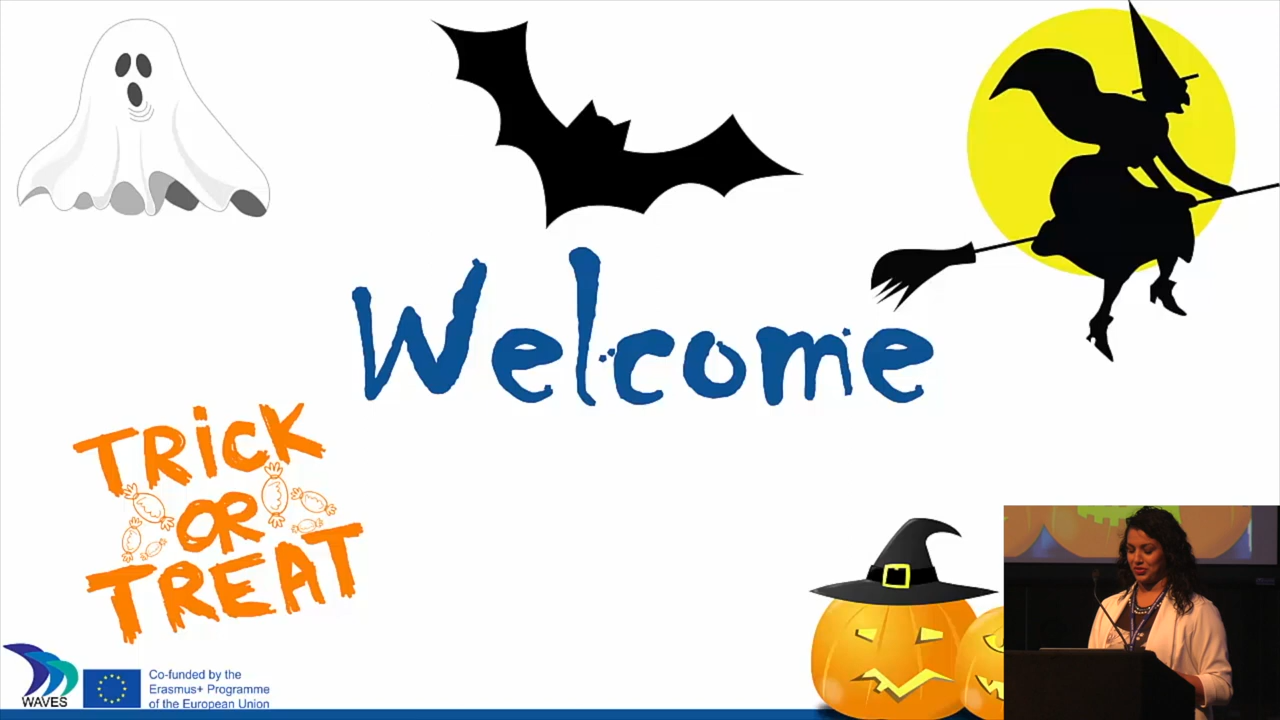 Welcome
TRiCK
OR
TREAT
WAVES
Co-funded by the
Erasmus+ Programme
of the European Union